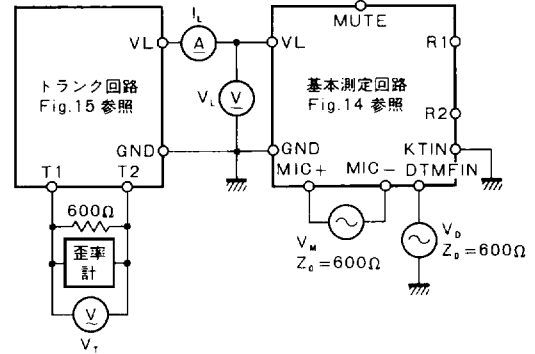 I_L
MUTE
VL
A
VL
R1
トランク回路
Fig.15 参照
V_L
V
基本測定回路
Fig.14 参照
R2
GND
GND
KTIN
T1
T2
MIC+
MIC−
DTMFIN
600Ω
歪率
計
V_M
Z_0=600Ω
V_D
Z_0=600Ω
V
V_T